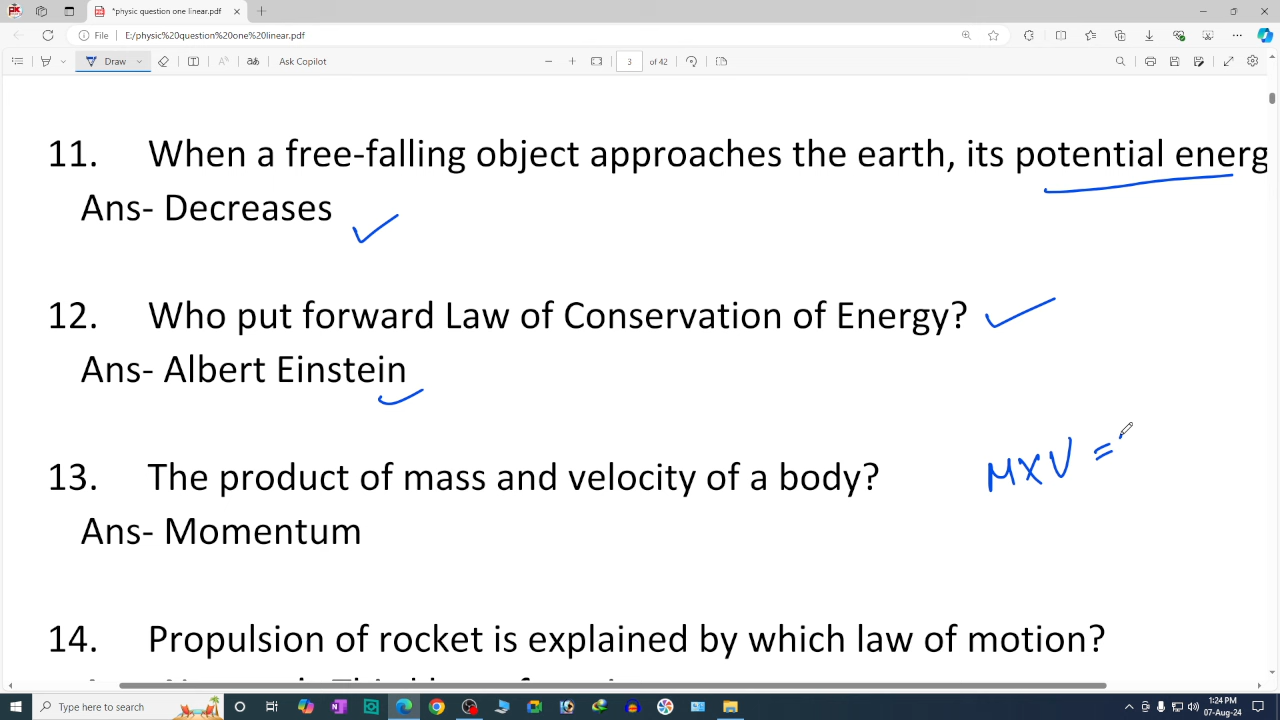 *physic question one linear.pdf
File E:/physic%20question%20one%20linear.pdf
Draw Ask Copilot 3 of 42
11. When a free-falling object approaches the earth, its potential energ
Ans- Decreases
12. Who put forward Law of Conservation of Energy?
Ans- Albert Einstein
13. The product of mass and velocity of a body?
M X V =
Ans- Momentum
14. Propulsion of rocket is explained by which law of motion?
Type here to search
1:24 PM
07-Aug-24